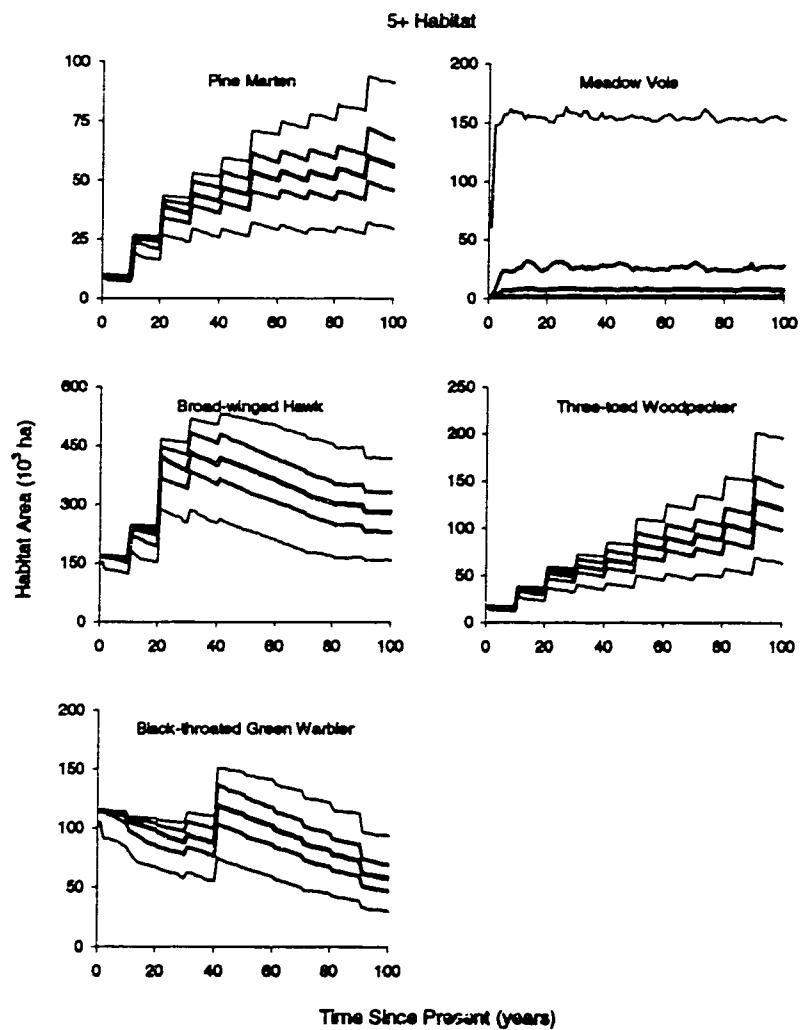 5+ Habitat
Pine Marten
100
75
50
25
0
0 20 40 60 80 100
Meadow Vole
200
150
100
50
0
0 20 40 60 80 100
Habitat Area (10³ ha)
Broad-winged Hawk
600
450
300
150
0
0 20 40 60 80 100
Three-toed Woodpecker
250
200
150
100
50
0
0 20 40 60 80 100
Black-throated Green Warbler
200
150
100
50
0
0 20 40 60 80 100
Time Since Present (years)